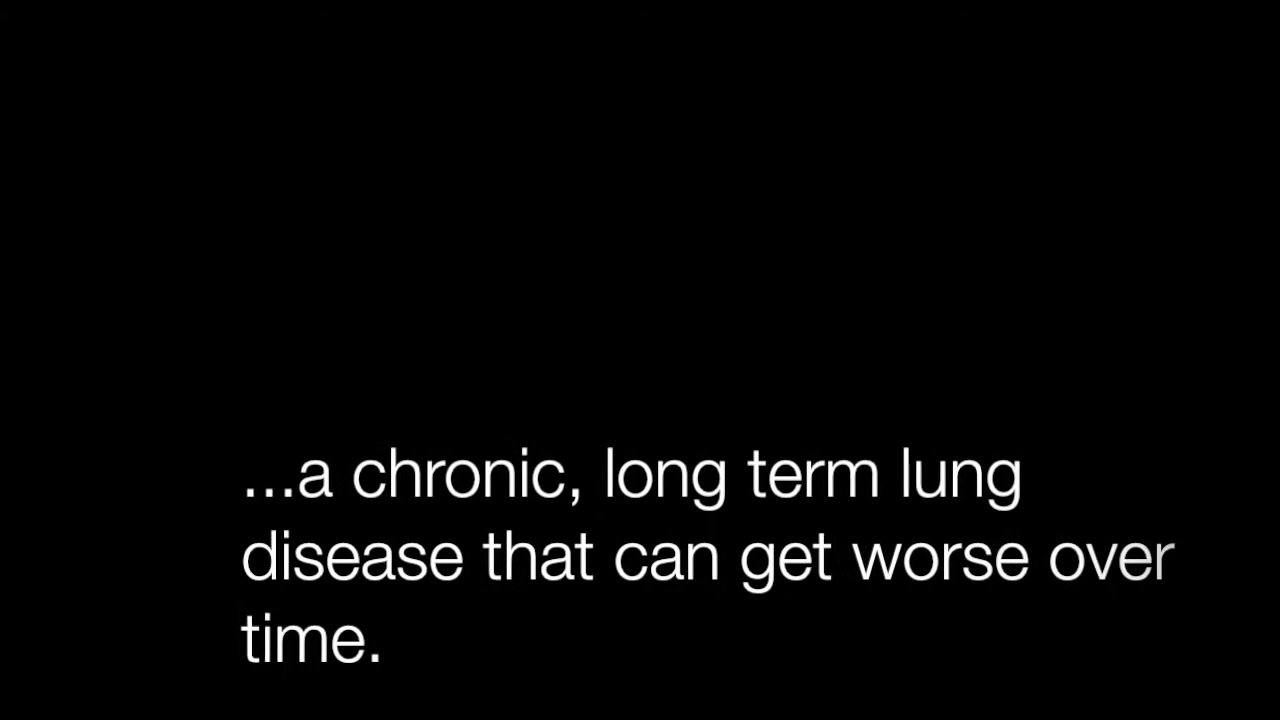 ...a chronic, long term lung
disease that can get worse over
time.